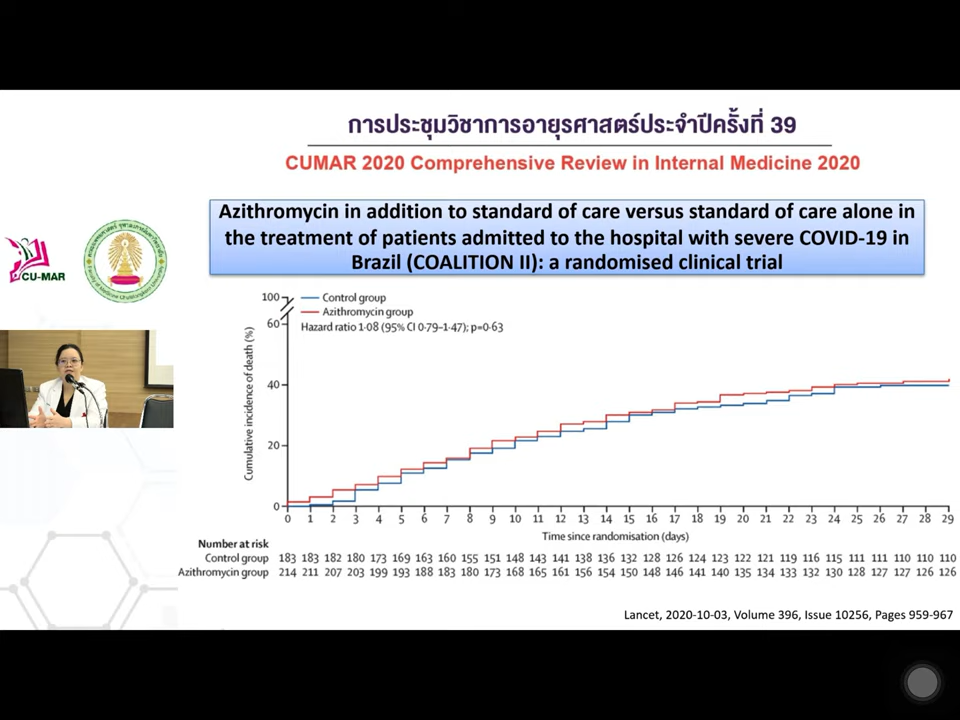 การประชุมวิชาการอายุรศาสตร์ประจำปีครั้งที่ 39
CUMAR 2020 Comprehensive Review in Internal Medicine 2020
Azithromycin in addition to standard of care versus standard of care alone in
the treatment of patients admitted to the hospital with severe COVID-19 in
Brazil (COALITION II): a randomised clinical trial
CU-MAR
Control group
Azithromycin group
Hazard ratio 1·08 (95% CI 0·79–1·47); p=0·63
Cumulative incidence of death (%)
100
60
40
20
0
0 1 2 3 4 5 6 7 8 9 10 11 12 13 14 15 16 17 18 19 20 21 22 23 24 25 26 27 28 29
Time since randomisation (days)
Number at risk
Control group 183 183 182 180 173 169 163 160 155 151 148 143 141 138 136 132 128 126 124 123 122 121 119 116 115 111 111 110 110 110
Azithromycin group 214 211 207 203 199 193 188 183 180 173 168 165 161 156 154 150 148 146 141 140 135 134 133 132 130 128 127 127 126 126
Lancet, 2020-10-03, Volume 396, Issue 10256, Pages 959-967